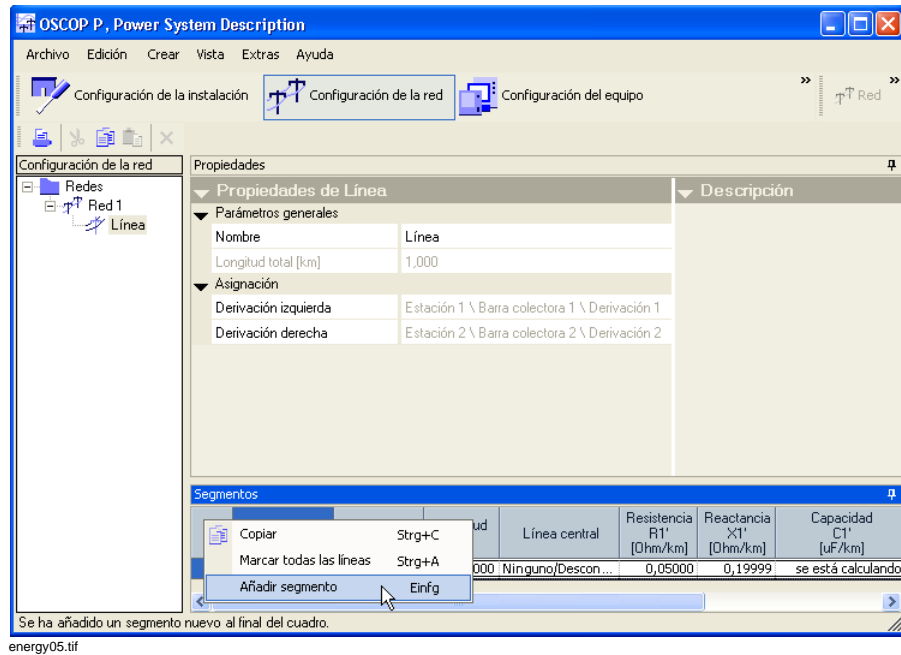 OSCOP P, Power System Description
Archivo Edición Crear Vista Extras Ayuda
Configuración de la instalación Configuración de la red Configuración del equipo » Red »
Configuración de la red
Redes
Red 1
Línea
Propiedades
Propiedades de Línea
Descripción
Parámetros generales
Nombre Línea
Longitud total [km] 1,000
Asignación
Derivación izquierda Estación 1 \ Barra colectora 1 \ Derivación 1
Derivación derecha Estación 2 \ Barra colectora 2 \ Derivación 2
Segmentos
ud Línea central Resistencia R1' [Ohm/km] Reactancia X1' [Ohm/km] Capacidad C1' [uF/km]
000 Ninguno/Descon... 0,05000 0,19999 se está calculando
Copiar Strg+C
Marcar todas las líneas Strg+A
Añadir segmento Einfg
Se ha añadido un segmento nuevo al final del cuadro.
energy05.tif